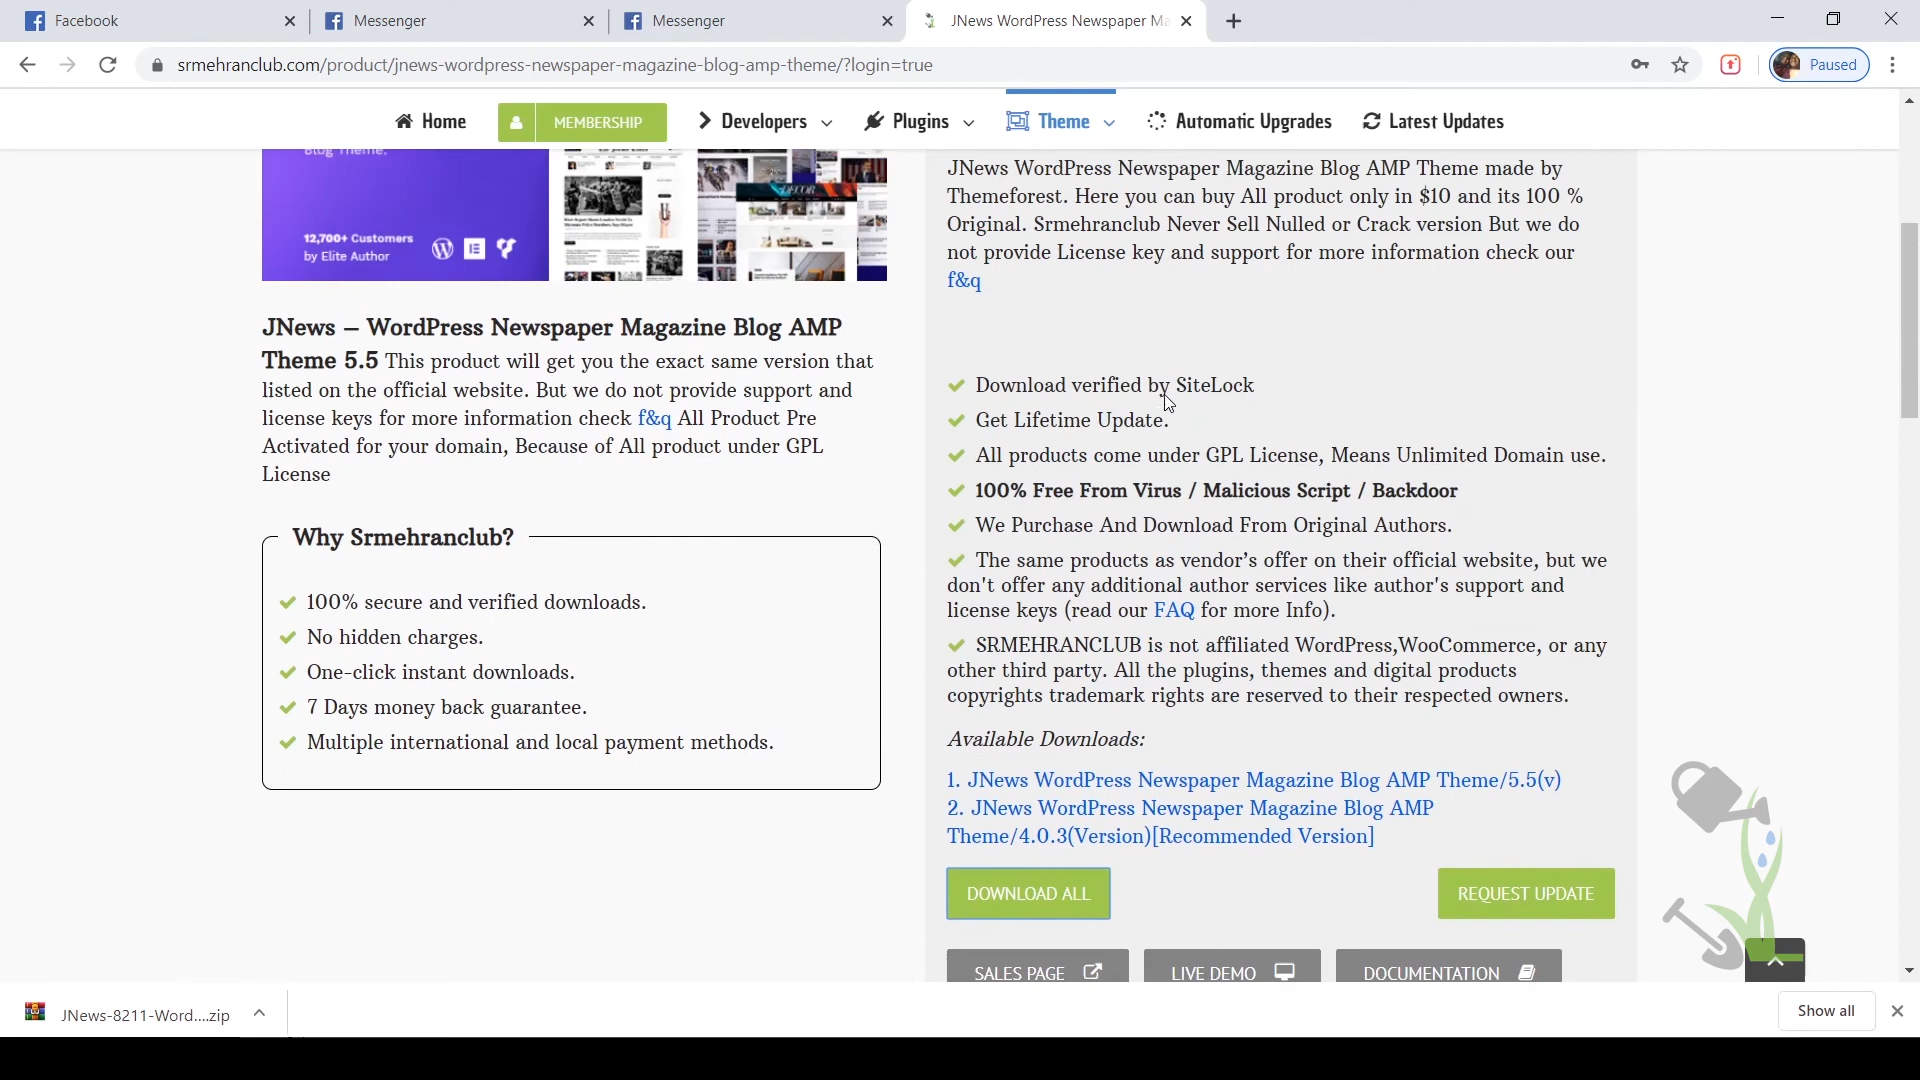 Facebook
Messenger
Messenger
JNews WordPress Newspaper Ma
srmehranclub.com/product/jnews-wordpress-newspaper-magazine-blog-amp-theme/?login=true
Paused
Home
MEMBERSHIP
Developers
Plugins
Theme
Automatic Upgrades
Latest Updates
Blog Theme.
12,700+ Customers
by Elite Author
DECOR
JNews WordPress Newspaper Magazine Blog AMP Theme made by
Themeforest. Here you can buy All product only in $10 and its 100 %
Original. Srmehranclub Never Sell Nulled or Crack version But we do
not provide License key and support for more information check our
f&q
JNews – WordPress Newspaper Magazine Blog AMP
Theme 5.5 This product will get you the exact same version that
listed on the official website. But we do not provide support and
license keys for more information check f&q All Product Pre
Activated for your domain, Because of All product under GPL
License
Why Srmehranclub?
100% secure and verified downloads.
No hidden charges.
One-click instant downloads.
7 Days money back guarantee.
Multiple international and local payment methods.
Download verified by SiteLock
Get Lifetime Update.
All products come under GPL License, Means Unlimited Domain use.
100% Free From Virus / Malicious Script / Backdoor
We Purchase And Download From Original Authors.
The same products as vendor’s offer on their official website, but we
don't offer any additional author services like author's support and
license keys (read our FAQ for more Info).
SRMEHRANCLUB is not affiliated WordPress,WooCommerce, or any
other third party. All the plugins, themes and digital products
copyrights trademark rights are reserved to their respected owners.
Available Downloads:
1. JNews WordPress Newspaper Magazine Blog AMP Theme/5.5(v)
2. JNews WordPress Newspaper Magazine Blog AMP
Theme/4.0.3(Version)[Recommended Version]
DOWNLOAD ALL
REQUEST UPDATE
SALES PAGE
LIVE DEMO
DOCUMENTATION
JNews-8211-Word....zip
Show all